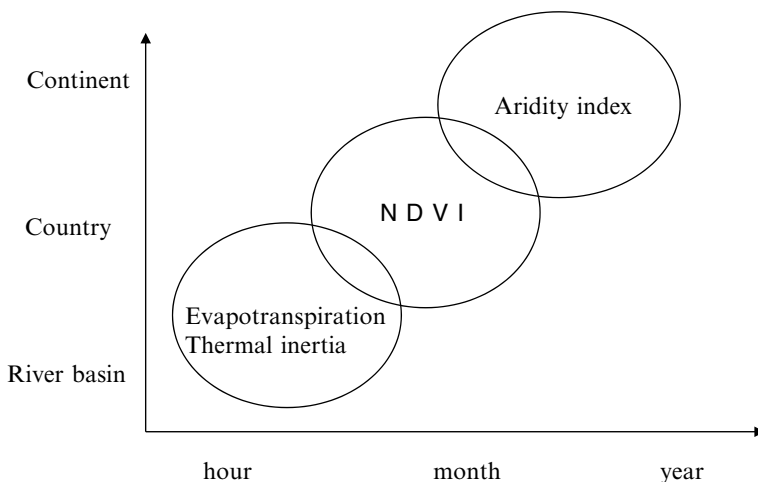 Continent
Aridity index
N D V I
Country
Evapotranspiration
Thermal inertia
River basin
hour month year